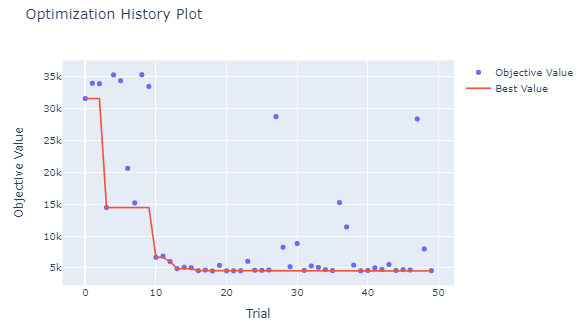 Optimization History Plot
35k
30k
25k
20k
15k
10k
5k
0
10
20
30
40
50
Objective Value
Trial
Objective Value
Best Value